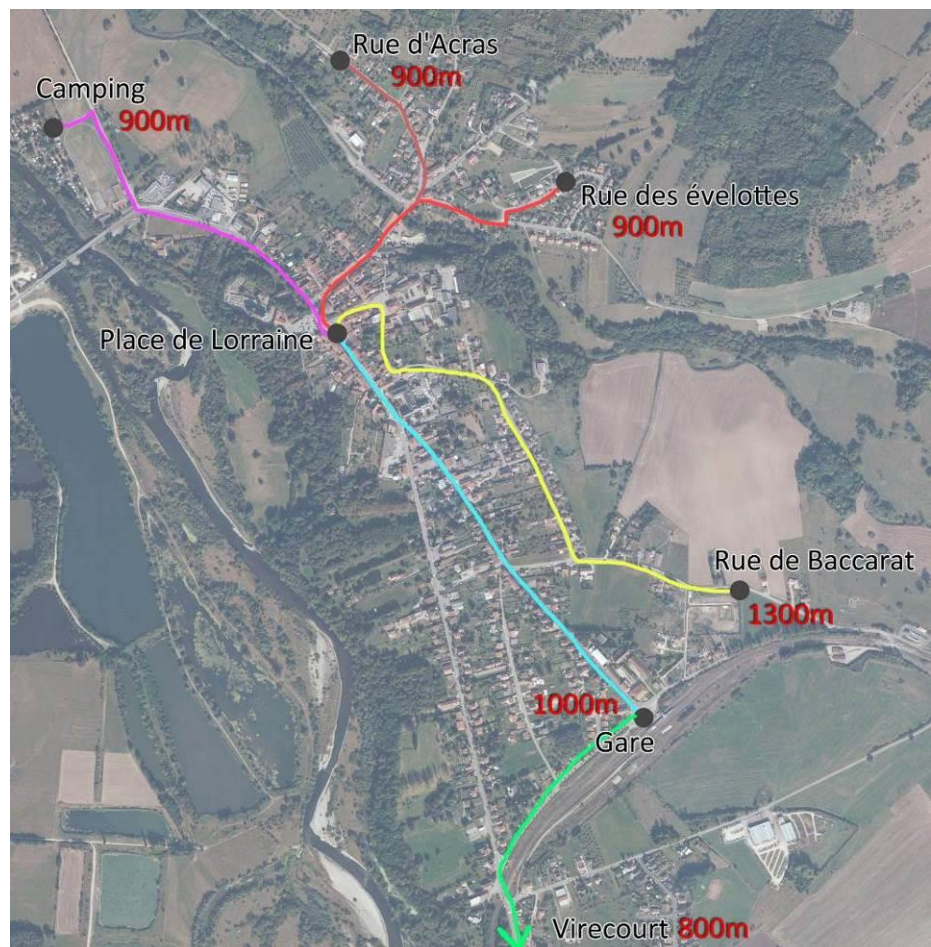 Rue d'Acras
900m
Camping
900m
Rue des évelottes
900m
Place de Lorraine
Rue de Baccarat
1300m
1000m
Gare
Virecourt 800m